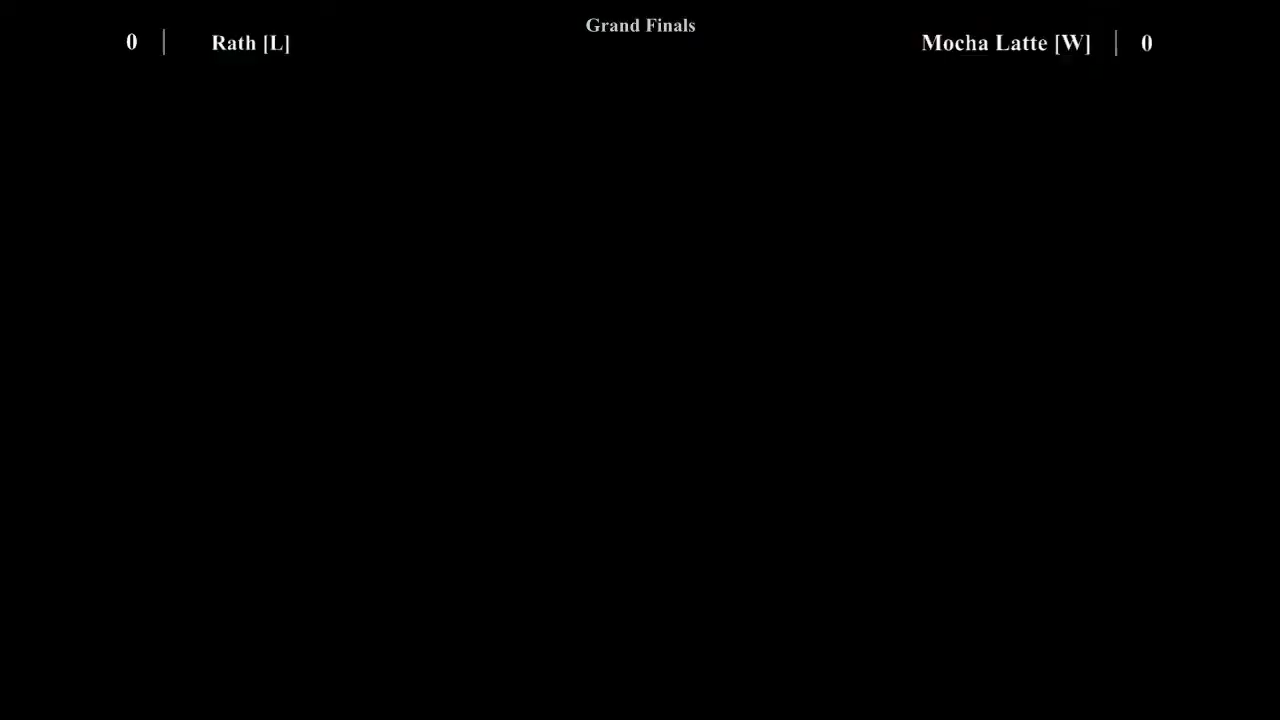 Grand Finals
0 | Rath [L]
Mocha Latte [W] | 0